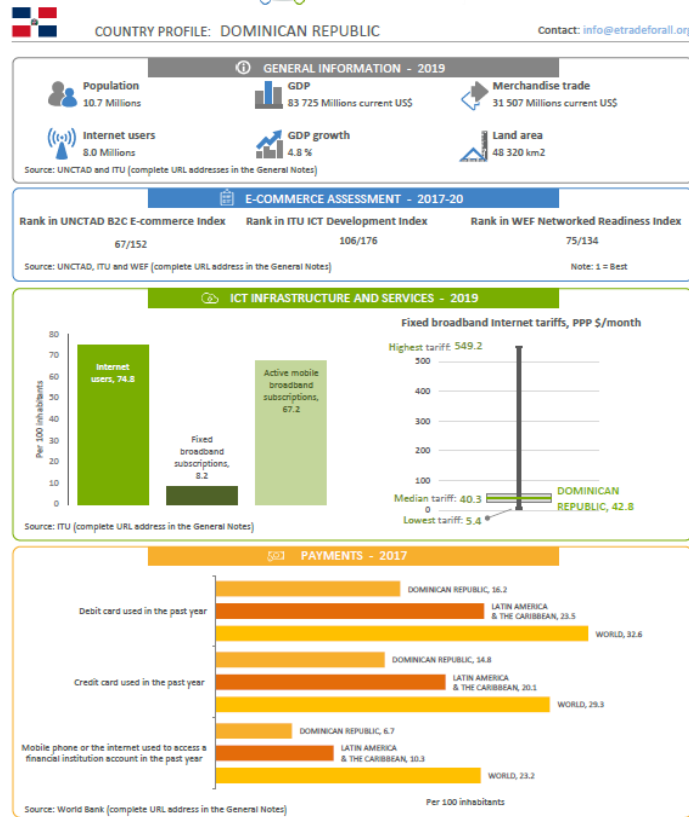 COUNTRY PROFILE: DOMINICAN REPUBLIC
Contact: info@etradeforall.org
GENERAL INFORMATION - 2019
Population
10.7 Millions
GDP
83 725 Millions current US$
Merchandise trade
31 507 Millions current US$
Internet users
8.0 Millions
GDP growth
4.8 %
Land area
48 320 km2
Source: UNCTAD and ITU (complete URL addresses in the General Notes)
E-COMMERCE ASSESSMENT - 2017-20
Rank in UNCTAD B2C E-commerce Index
67/152
Rank in ITU ICT Development Index
106/176
Rank in WEF Networked Readiness Index
75/134
Source: UNCTAD, ITU and WEF (complete URL address in the General Notes)
Note: 1 = Best
ICT INFRASTRUCTURE AND SERVICES - 2019
Per 100 inhabitants
80
70
60
50
40
30
20
10
0
Internet
users, 74.8
Fixed
broadband
subscriptions,
8.2
Active mobile
broadband
subscriptions,
67.2
Fixed broadband Internet tariffs, PPP $/month
Highest tariff: 549.2
500
400
300
200
100
0
Median tariff: 40.3
Lowest tariff: 5.4
DOMINICAN
REPUBLIC, 42.8
Source: ITU (complete URL address in the General Notes)
PAYMENTS - 2017
Debit card used in the past year
DOMINICAN REPUBLIC, 16.2
LATIN AMERICA
& THE CARIBBEAN, 23.5
WORLD, 32.6
Credit card used in the past year
DOMINICAN REPUBLIC, 14.8
LATIN AMERICA
& THE CARIBBEAN, 20.1
WORLD, 29.3
Mobile phone or the internet used to access a
financial institution account in the past year
DOMINICAN REPUBLIC, 6.7
LATIN AMERICA
& THE CARIBBEAN, 10.3
WORLD, 23.2
Per 100 inhabitants
Source: World Bank (complete URL address in the General Notes)